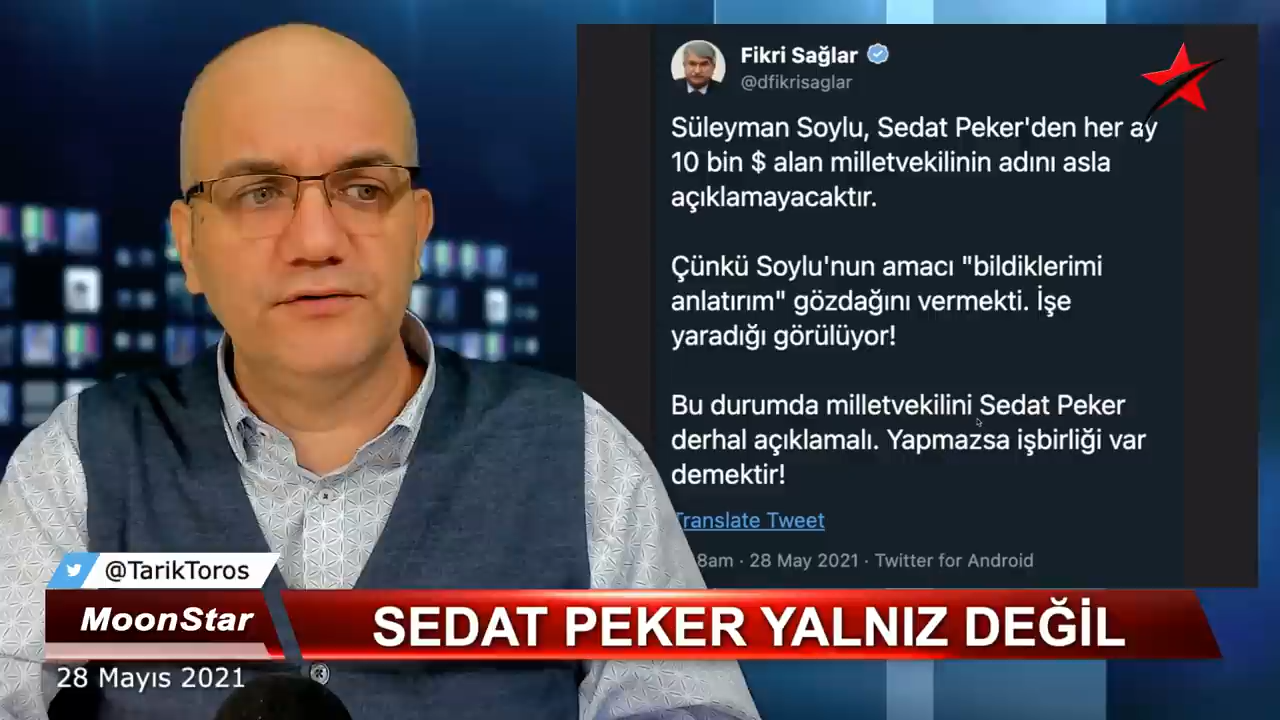 Fikri Sağlar
@dfikrisaglar
Süleyman Soylu, Sedat Peker'den her ay
10 bin $ alan milletvekilinin adını asla
açıklamayacaktır.
Çünkü Soylu'nun amacı "bildiklerimi
anlatırım" gözdağını vermekti. İşe
yaradığı görülüyor!
Bu durumda milletvekilini Sedat Peker
derhal açıklamalı. Yapmazsa işbirliği var
demektir!
Translate Tweet
8am · 28 May 2021 · Twitter for Android
@TarikToros
MoonStar
SEDAT PEKER YALNIZ DEĞİL
28 Mayıs 2021